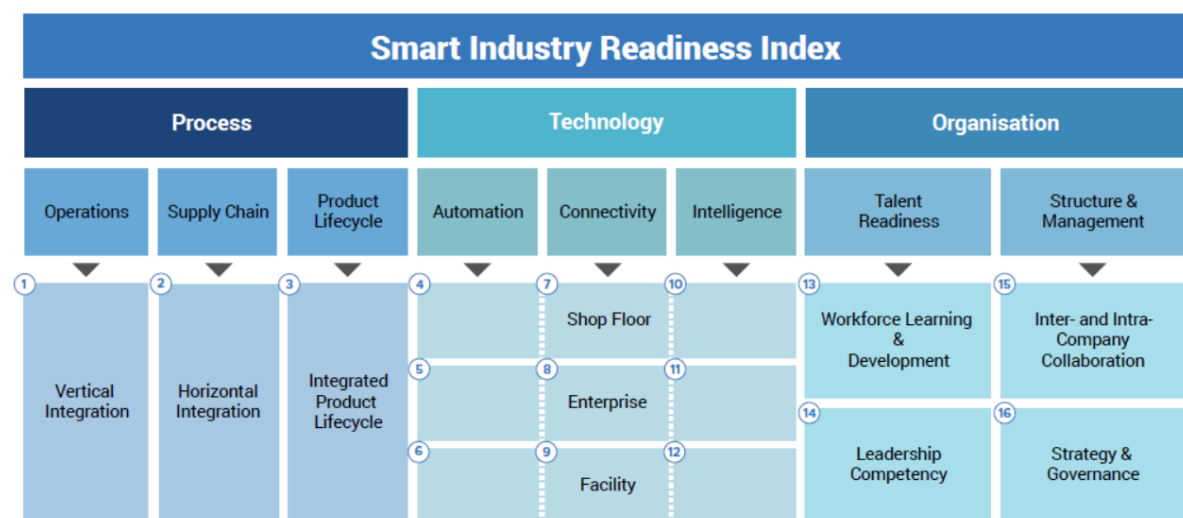 Smart Industry Readiness Index
Process
Technology
Organisation
Operations
Supply Chain
Product
Lifecycle
Automation
Connectivity
Intelligence
Talent
Readiness
Structure &
Management
1
2
3
4
7
10
13
15
Vertical
Integration
Horizontal
Integration
Integrated
Product
Lifecycle
Shop Floor
5
8
11
Enterprise
6
9
12
Facility
Workforce Learning
&
Development
Inter- and Intra-
Company
Collaboration
14
16
Leadership
Competency
Strategy &
Governance